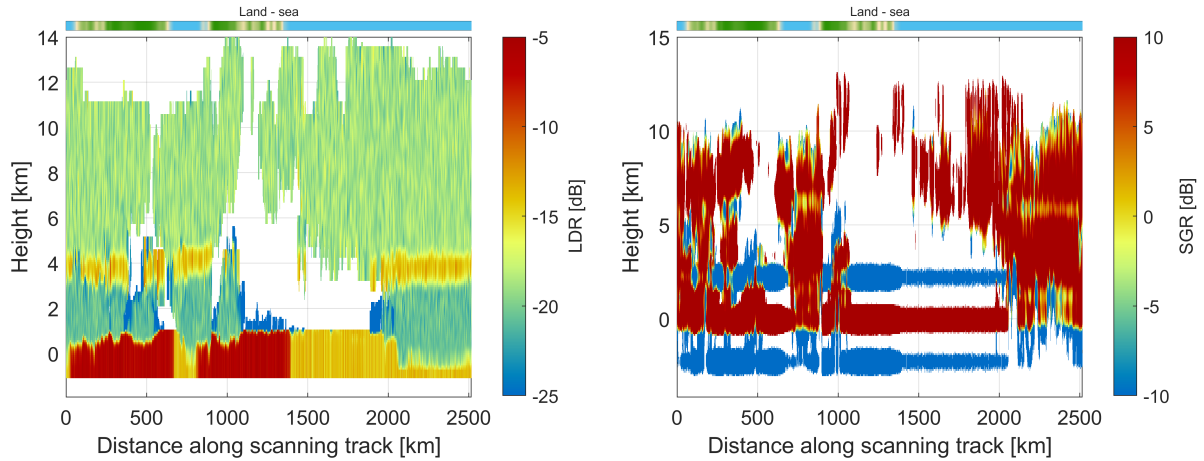 Land - sea
14
12
10
8
6
4
2
0
Height [km]
0 500 1000 1500 2000 2500
Distance along scanning track [km]
-5
-10
-15
-20
-25
LDR [dB]
Land - sea
15
10
5
0
Height [km]
0 500 1000 1500 2000 2500
Distance along scanning track [km]
10
5
0
-5
-10
SGR [dB]